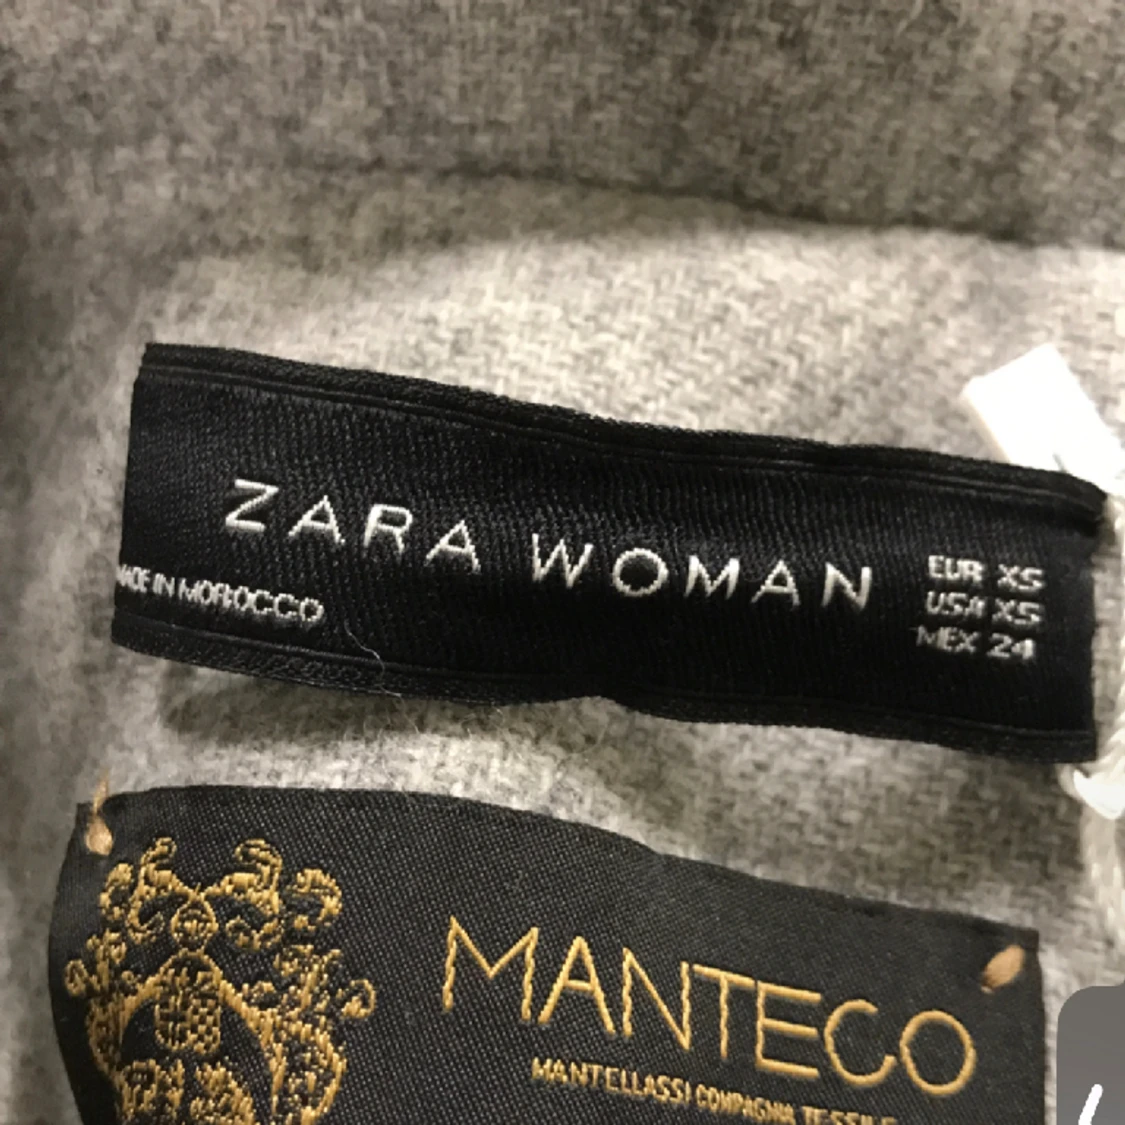 ZARA WOMAN
MADE IN MOROCCO
EUR XS
USA XS
MEX 24
MANTECO
MANTELLASSI COMPAGNIA TESSILE